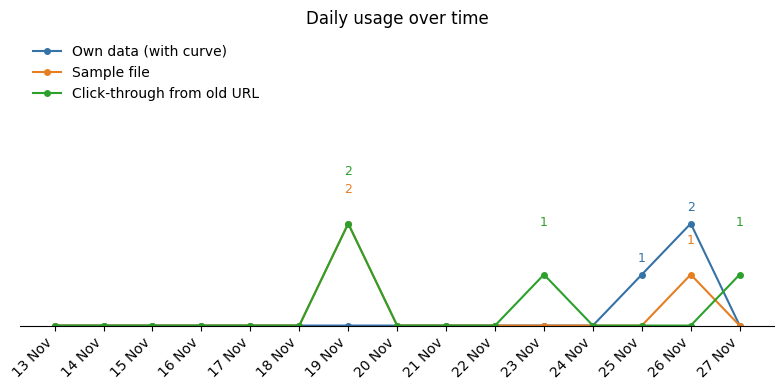 Daily usage over time
Own data (with curve)
Sample file
Click-through from old URL
2
2
1
1
2
1
1
13 Nov
14 Nov
15 Nov
16 Nov
17 Nov
18 Nov
19 Nov
20 Nov
21 Nov
22 Nov
23 Nov
24 Nov
25 Nov
26 Nov
27 Nov